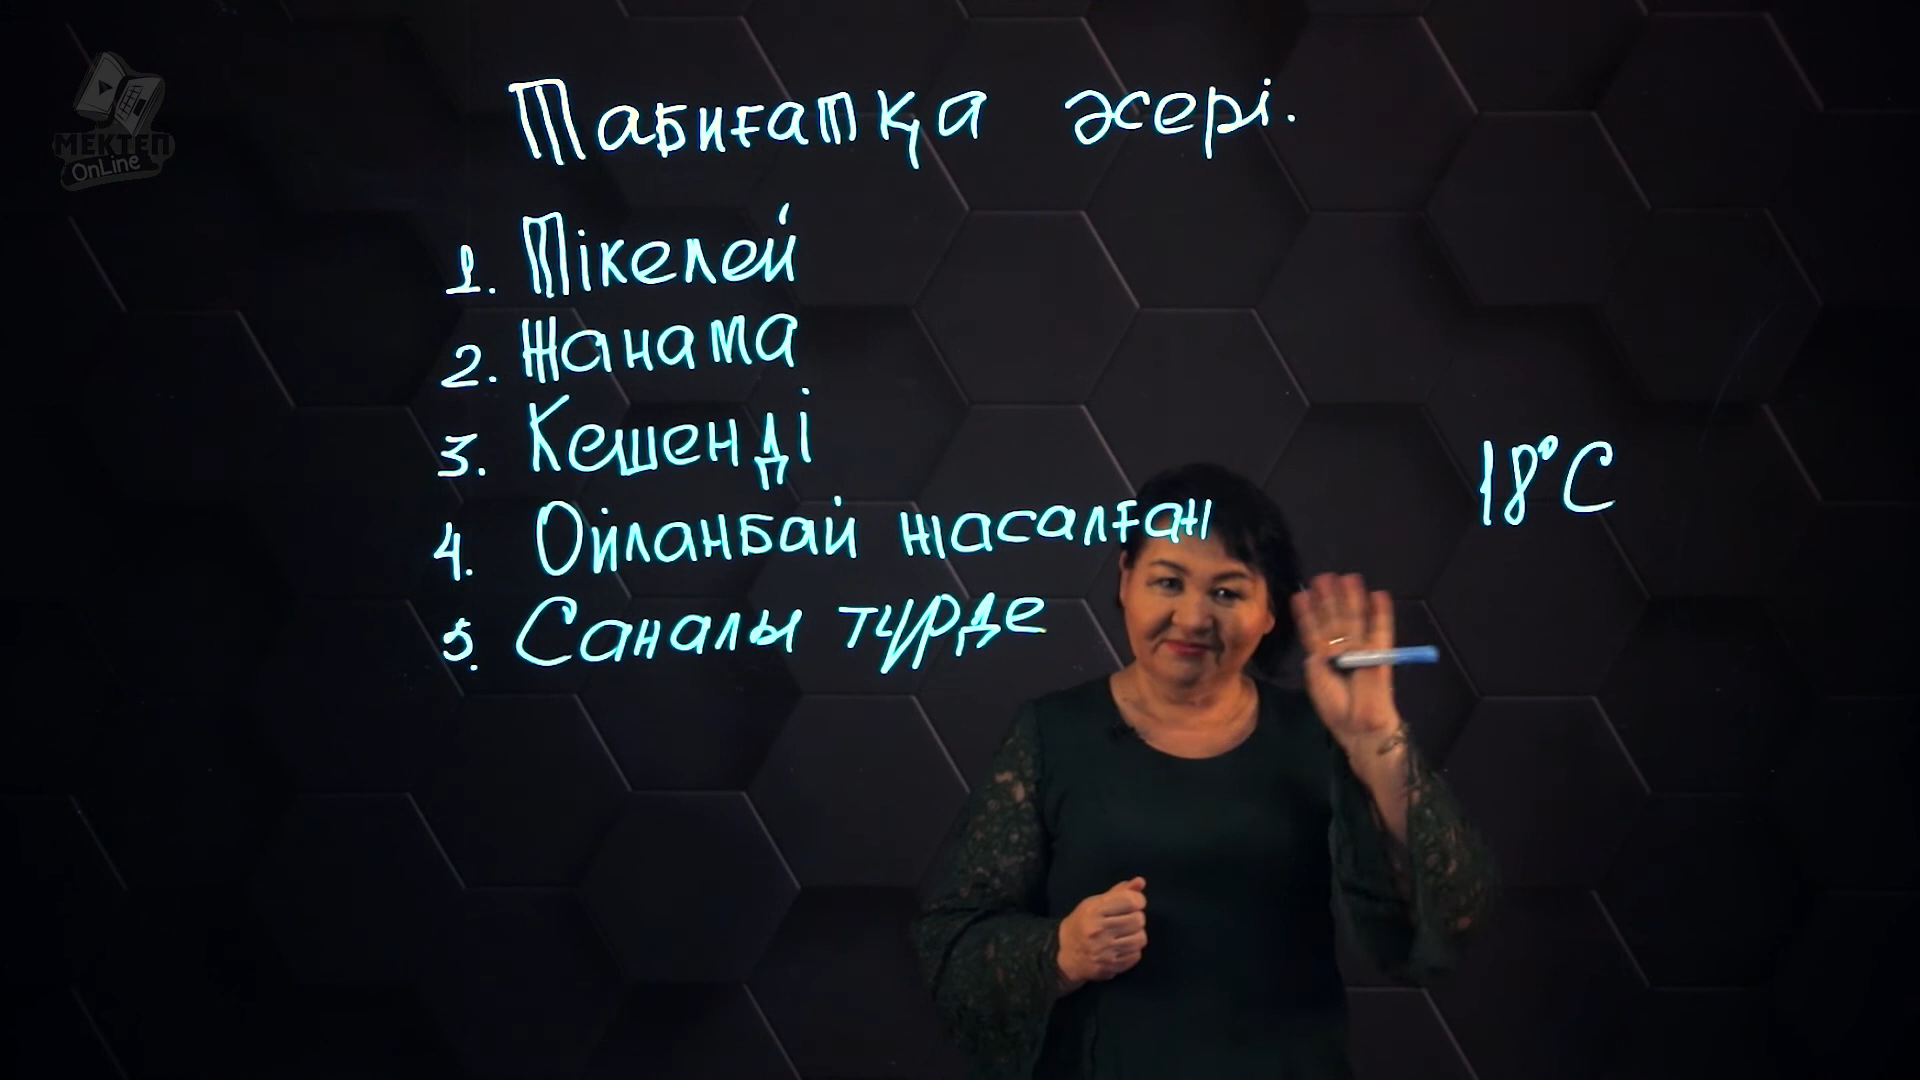 МЕКТЕП
OnLine
Табиғатқа әсері.
1. Тікелей
2. Жанама
3. Кешенді
4. Ойланбай жасалған
5. Саналы түрде
18°C